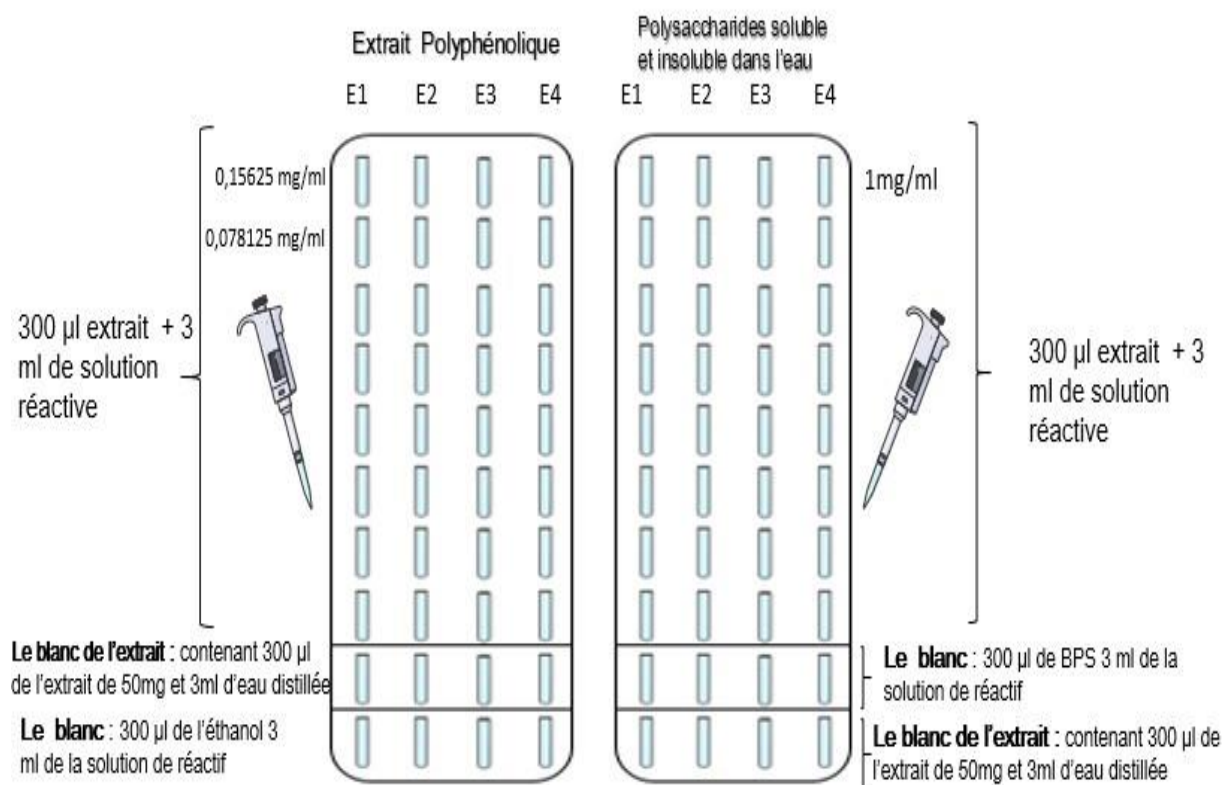 Extrait Polyphénolique
E1 E2 E3 E4
0,15625 mg/ml
0,078125 mg/ml
300 µl extrait + 3
ml de solution
réactive
Le blanc de l'extrait : contenant 300 µl
de l'extrait de 50mg et 3ml d'eau distillée
Le blanc : 300 µl de l'éthanol 3
ml de la solution de réactif
Polysaccharides soluble
et insoluble dans l'eau
E1 E2 E3 E4
1mg/ml
300 µl extrait + 3
ml de solution
réactive
Le blanc : 300 µl de BPS 3 ml de la
solution de réactif
Le blanc de l'extrait : contenant 300 µl de
l'extrait de 50mg et 3ml d'eau distillée